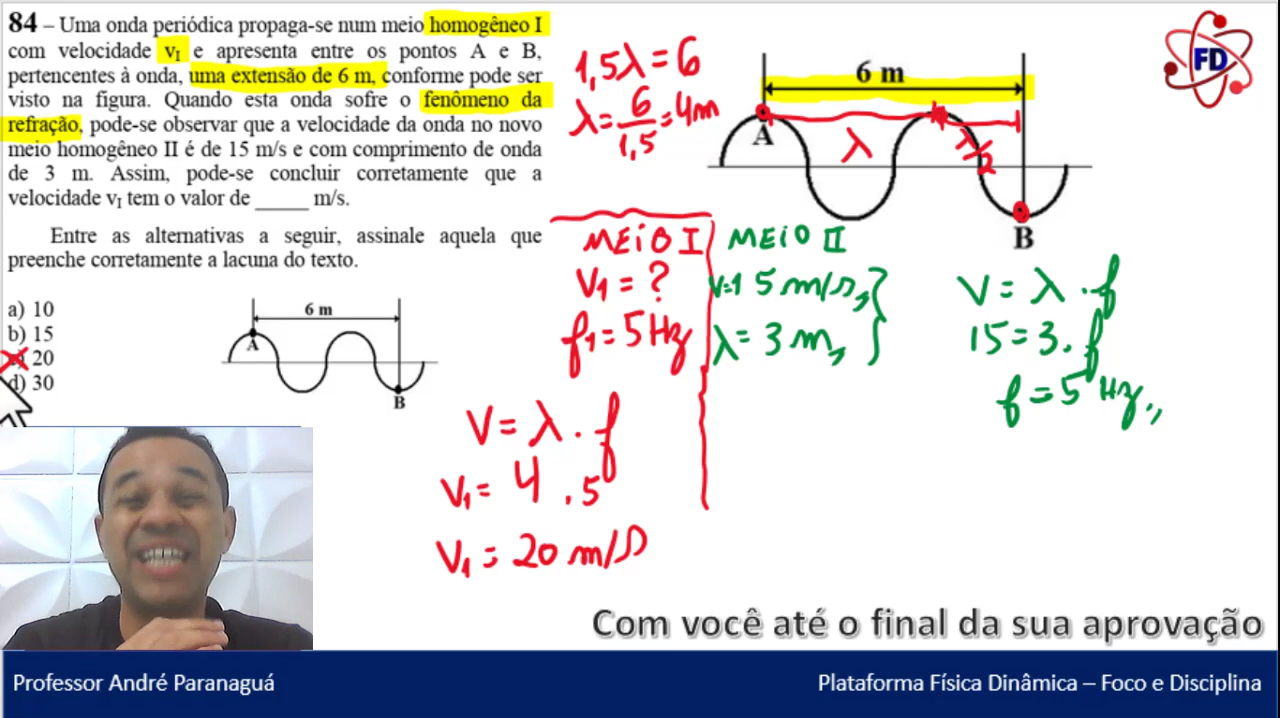 84 – Uma onda periódica propaga-se num meio homogêneo I
com velocidade vI e apresenta entre os pontos A e B,
pertencentes à onda, uma extensão de 6 m, conforme pode ser
visto na figura. Quando esta onda sofre o fenômeno da
refração, pode-se observar que a velocidade da onda no novo
meio homogêneo II é de 15 m/s e com comprimento de onda
de 3 m. Assim, pode-se concluir corretamente que a
velocidade vI tem o valor de _____ m/s.
Entre as alternativas a seguir, assinale aquela que
preenche corretamente a lacuna do texto.
a) 10
b) 15
c) 20
d) 30
6 m
A
B
1,5λ = 6
λ = 6/1,5 = 4m
6 m
A
λ
λ/2
B
FD
MEiO I
V1 = ?
f1 = 5 Hz
MEiO II
v=15 m/s,,
λ = 3 m,,
V = λ . f
15 = 3 . f
f = 5 Hz,,
V = λ . f
V1 = 4 . 5
V1 = 20 m/s
Com você até o final da sua aprovação
Professor André Paranaguá
Plataforma Física Dinâmica – Foco e Disciplina